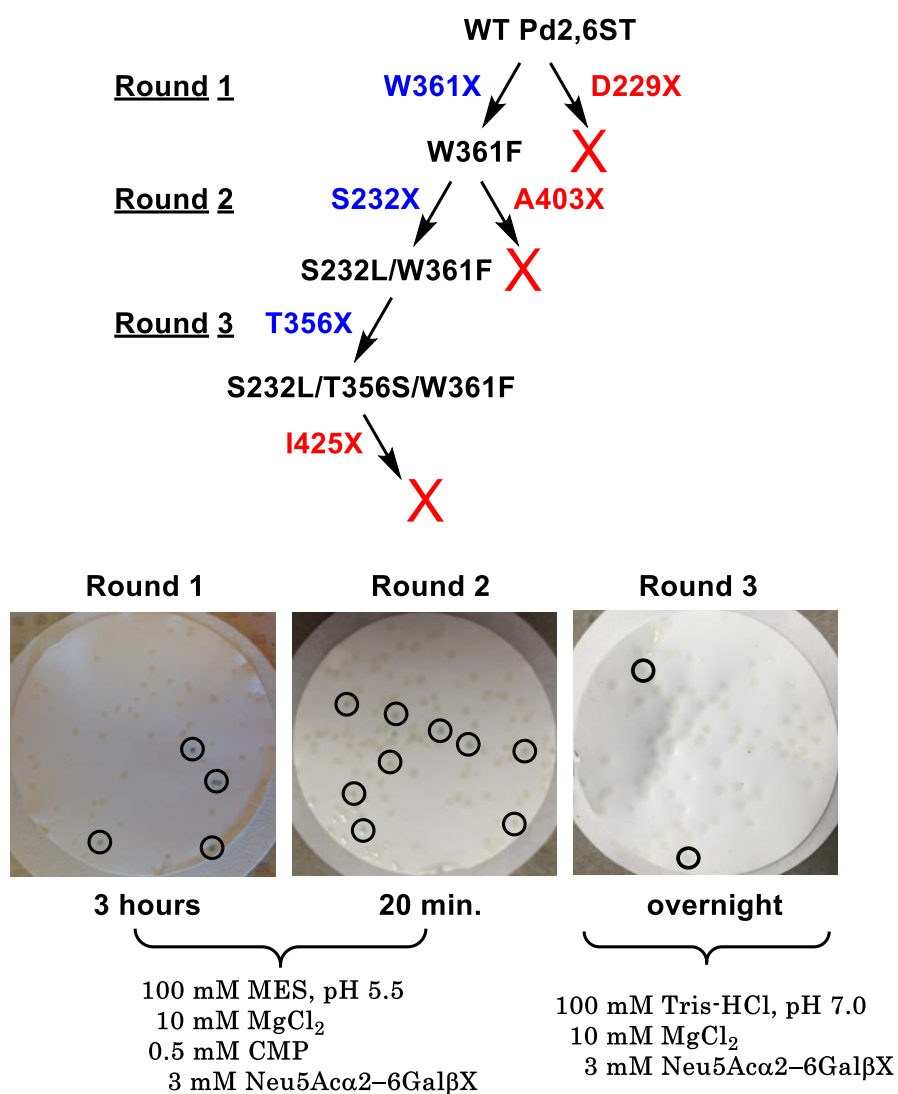 WT Pd2,6ST
Round 1
W361X
D229X
W361F
X
Round 2
S232X
A403X
S232L/W361F
X
Round 3
T356X
S232L/T356S/W361F
I425X
X
Round 1
Round 2
Round 3
3 hours
20 min.
overnight
100 mM MES, pH 5.5
10 mM MgCl₂
0.5 mM CMP
3 mM Neu5Acα2–6GalβX
100 mM Tris-HCl, pH 7.0
10 mM MgCl₂
3 mM Neu5Acα2–6GalβX